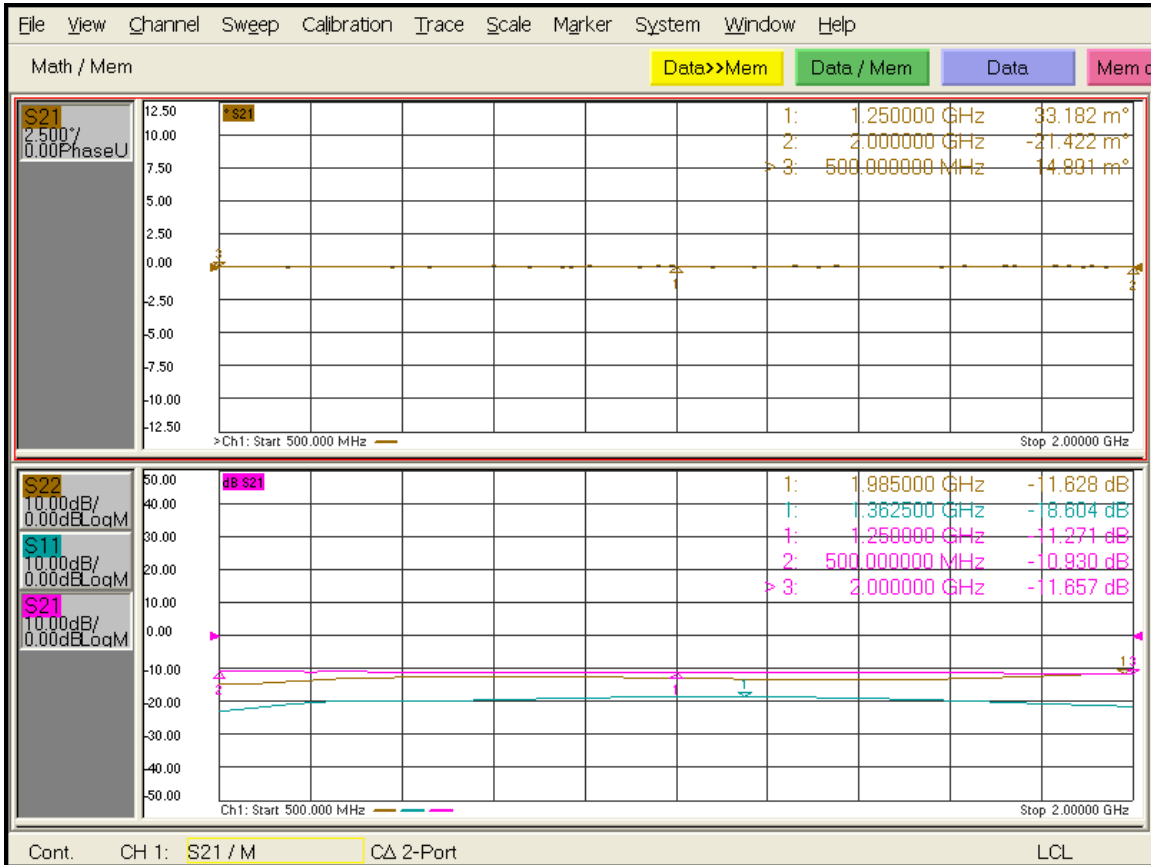 File View Channel Sweep Calibration Trace Scale Marker System Window Help
Math / Mem Data>>Mem Data / Mem Data Mem
S21
2.500°/
0.00PhaseU
12.50
10.00
7.50
5.00
2.50
0.00
-2.50
-5.00
-7.50
-10.00
-12.50
° S21
1: 1.250000 GHz 33.182 m°
2: 2.000000 GHz -21.422 m°
> 3: 500.000000 MHz 14.891 m°
3
1
2
>Ch1: Start 500.000 MHz Stop 2.00000 GHz
S22
10.00dB/
0.00dBLogM
S11
10.00dB/
0.00dBLogM
S21
10.00dB/
0.00dBLogM
50.00
40.00
30.00
20.00
10.00
0.00
-10.00
-20.00
-30.00
-40.00
-50.00
dB S21
1: 1.985000 GHz -11.628 dB
1: 1.362500 GHz -18.604 dB
1: 1.250000 GHz -11.271 dB
2: 500.000000 MHz -10.930 dB
> 3: 2.000000 GHz -11.657 dB
2
1
1
1
3
Ch1: Start 500.000 MHz Stop 2.00000 GHz
Cont. CH 1: S21 / M CΔ 2-Port LCL